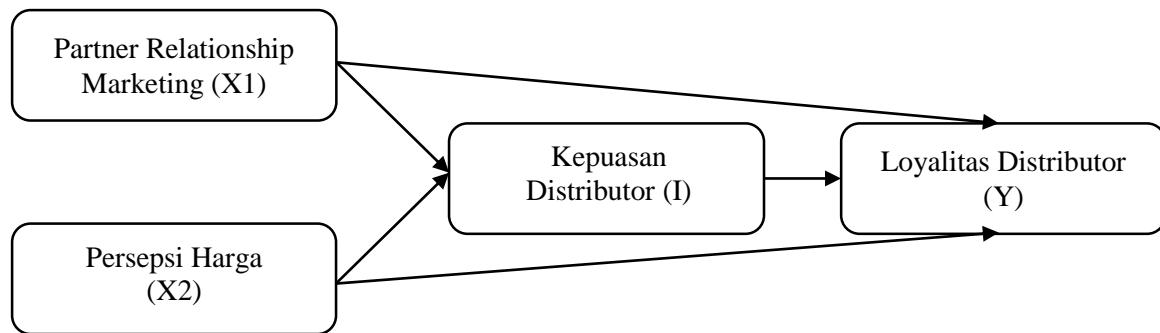 Partner Relationship
Marketing (X1)
Kepuasan
Distributor (I)
Loyalitas Distributor
(Y)
Persepsi Harga
(X2)